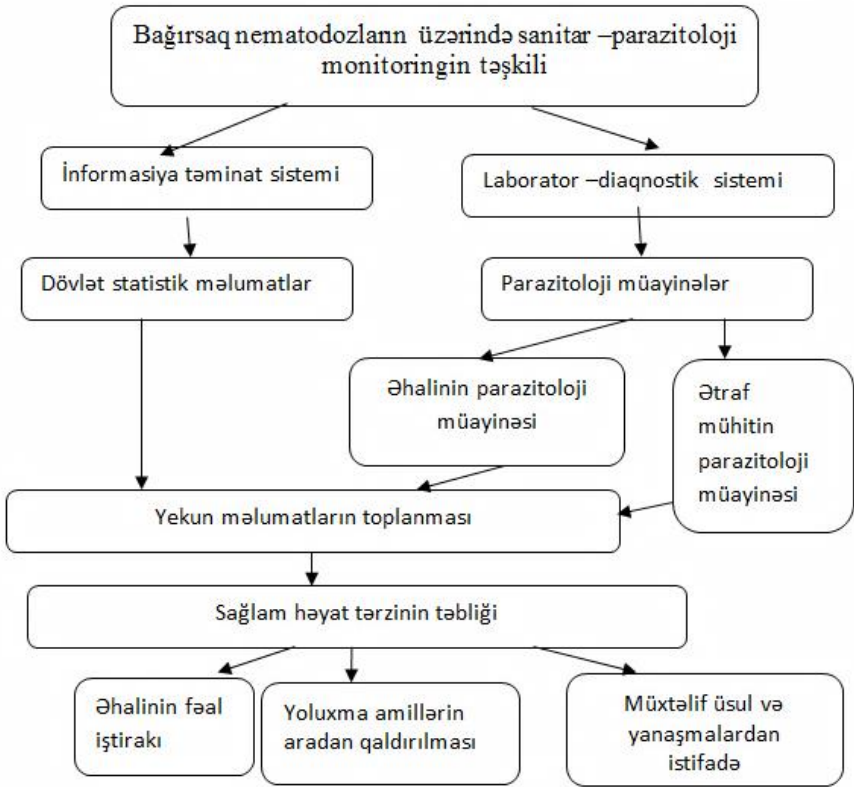 Bağırsaq nematodozların üzərində sanitar –parazitoloji
monitoringin təşkili
İnformasiya təminat sistemi
Laborator –diaqnostik sistemi
Dövlət statistik məlumatlar
Parazitoloji müayinələr
Əhalinin parazitoloji
müayinəsi
Ətraf
mühitin
parazitoloji
müayinəsi
Yekun məlumatların toplanması
Sağlam həyat tərzinin təbliği
Əhalinin fəal
iştirakı
Yoluxma amillərin
aradan qaldırılması
Müxtəlif üsul və
yanaşmalardan
istifadə